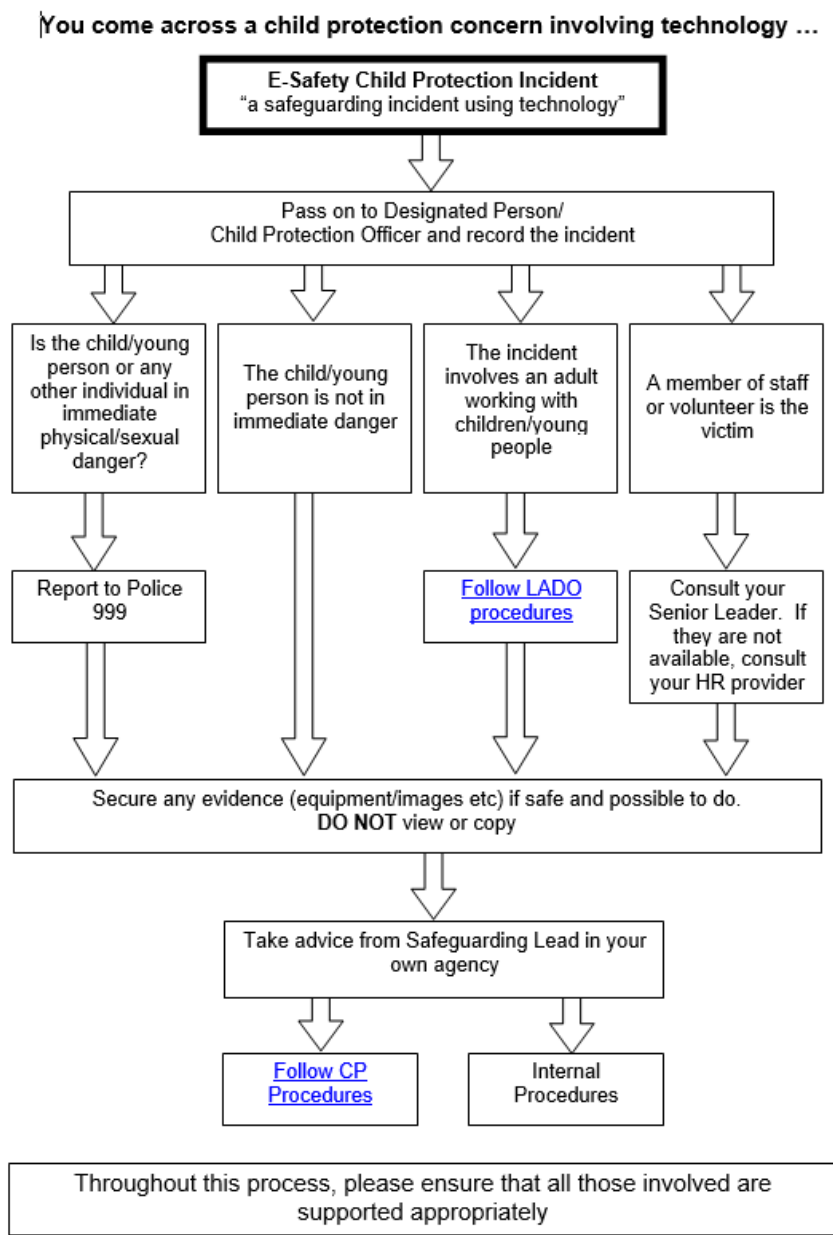 You come across a child protection concern involving technology …
E-Safety Child Protection Incident
“a safeguarding incident using technology”
Pass on to Designated Person/
Child Protection Officer and record the incident
Is the child/young
person or any
other individual in
immediate
physical/sexual
danger?
The child/young
person is not in
immediate danger
The incident
involves an adult
working with
children/young
people
A member of staff
or volunteer is the
victim
Report to Police
999
Follow LADO
procedures
Consult your
Senior Leader.  If
they are not
available, consult
your HR provider
Secure any evidence (equipment/images etc) if safe and possible to do.
DO NOT view or copy
Take advice from Safeguarding Lead in your
own agency
Follow CP
Procedures
Internal
Procedures
Throughout this process, please ensure that all those involved are
supported appropriately